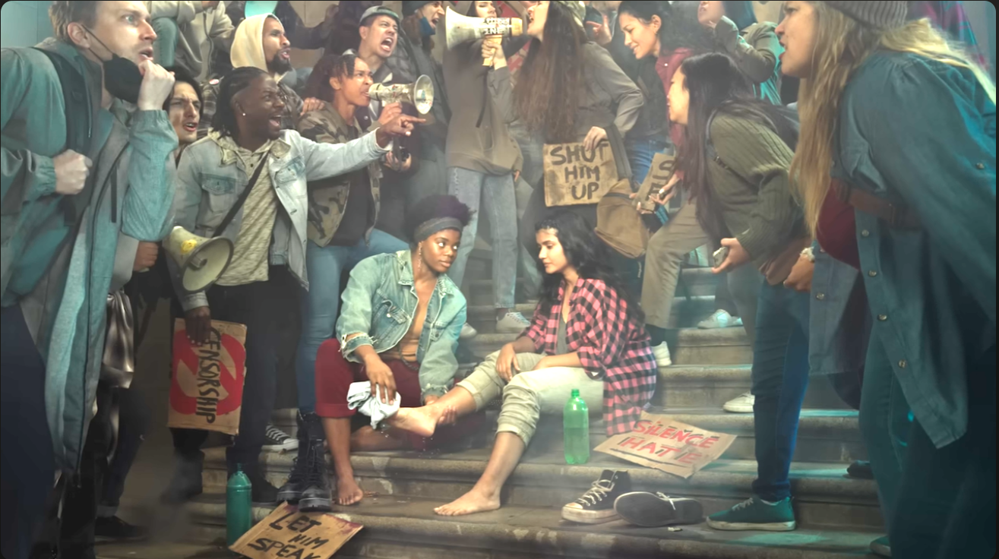 SHUT
HIM
UP
CENSORSHIP
SILENCE
HATE
LET
HIM
SPEAK